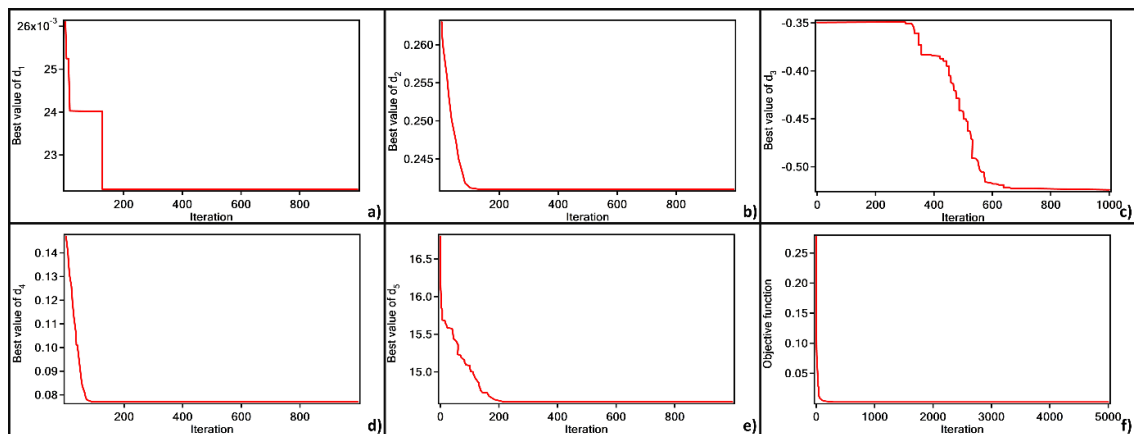 26x10⁻³
25
24
23
Best value of d₁
200 400 600 800
Iteration
a)
0.260
0.255
0.250
0.245
Best value of d₂
200 400 600 800
Iteration
b)
-0.35
-0.40
-0.45
-0.50
Best value of d₃
0 200 400 600 800 1000
Iteration
c)
0.14
0.13
0.12
0.11
0.10
0.09
0.08
Best value of d₄
200 400 600 800
Iteration
d)
16.5
16.0
15.5
15.0
Best value of d₅
0 200 400 600 800
Iteration
e)
0.25
0.20
0.15
0.10
0.05
Objective function
0 1000 2000 3000 4000 5000
Iteration
f)